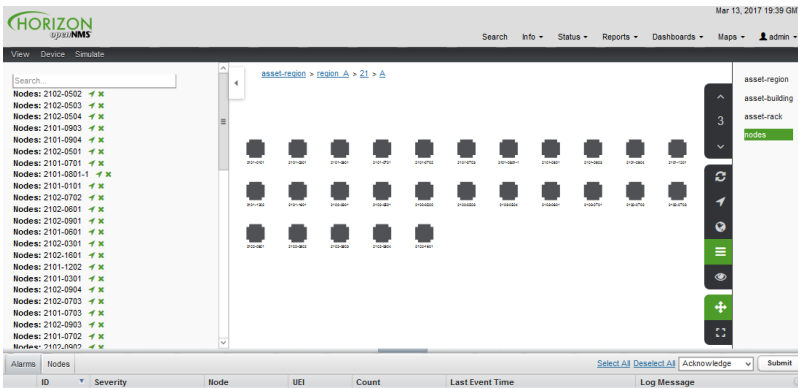 Mar 13, 2017 19:39 GM
HORIZON
openNMS
Search Info Status Reports Dashboards Maps admin
View Device Simulate
Search...
Nodes: 2102-0502
Nodes: 2102-0503
Nodes: 2102-0504
Nodes: 2101-0903
Nodes: 2101-0904
Nodes: 2102-0501
Nodes: 2101-0701
Nodes: 2101-0801-1
Nodes: 2101-0101
Nodes: 2102-0702
Nodes: 2102-0601
Nodes: 2102-0901
Nodes: 2101-0601
Nodes: 2102-0301
Nodes: 2102-1601
Nodes: 2101-1202
Nodes: 2101-0301
Nodes: 2102-0904
Nodes: 2102-0703
Nodes: 2101-0703
Nodes: 2102-0903
Nodes: 2101-0702
Nodes: 2102-0902
asset-region > region_A > 21 > A
3
asset-region
asset-building
asset-rack
nodes
Alarms Nodes
Select All Deselect All Acknowledge Submit
ID Severity Node UEI Count Last Event Time Log Message